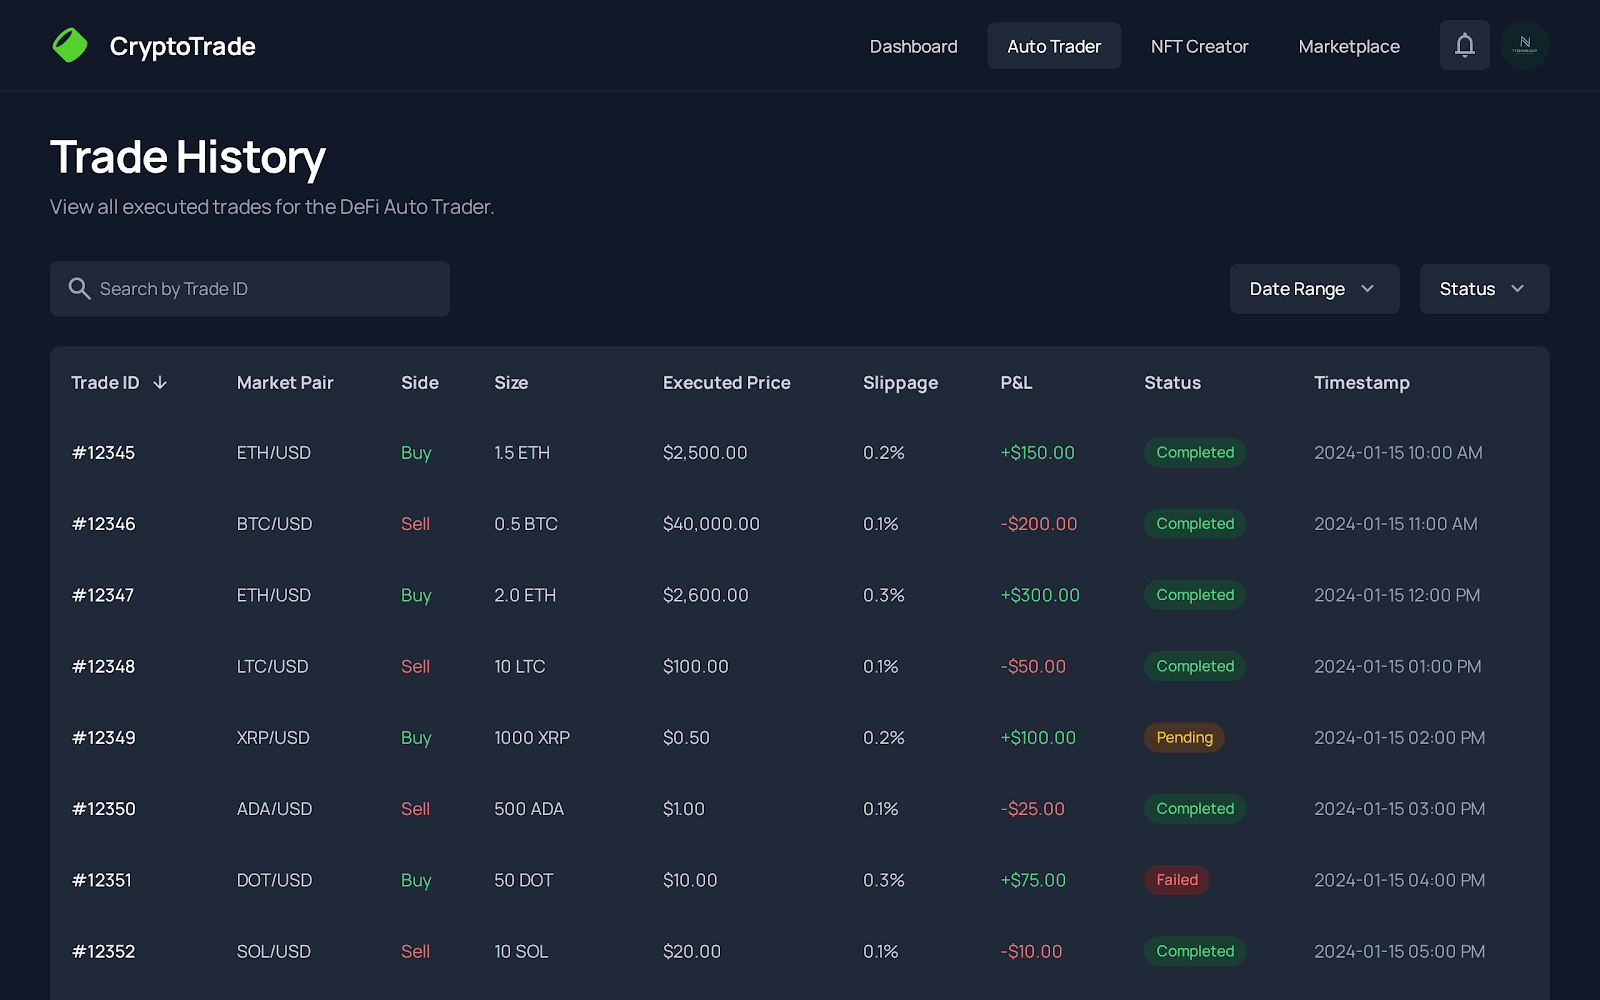 CryptoTrade
Dashboard Auto Trader NFT Creator Marketplace
N
TECHNOLOGY
Trade History
View all executed trades for the DeFi Auto Trader.
Search by Trade ID Date Range Status
Trade ID Market Pair Side Size Executed Price Slippage P&L Status Timestamp
#12345 ETH/USD Buy 1.5 ETH $2,500.00 0.2% +$150.00 Completed 2024-01-15 10:00 AM
#12346 BTC/USD Sell 0.5 BTC $40,000.00 0.1% -$200.00 Completed 2024-01-15 11:00 AM
#12347 ETH/USD Buy 2.0 ETH $2,600.00 0.3% +$300.00 Completed 2024-01-15 12:00 PM
#12348 LTC/USD Sell 10 LTC $100.00 0.1% -$50.00 Completed 2024-01-15 01:00 PM
#12349 XRP/USD Buy 1000 XRP $0.50 0.2% +$100.00 Pending 2024-01-15 02:00 PM
#12350 ADA/USD Sell 500 ADA $1.00 0.1% -$25.00 Completed 2024-01-15 03:00 PM
#12351 DOT/USD Buy 50 DOT $10.00 0.3% +$75.00 Failed 2024-01-15 04:00 PM
#12352 SOL/USD Sell 10 SOL $20.00 0.1% -$10.00 Completed 2024-01-15 05:00 PM